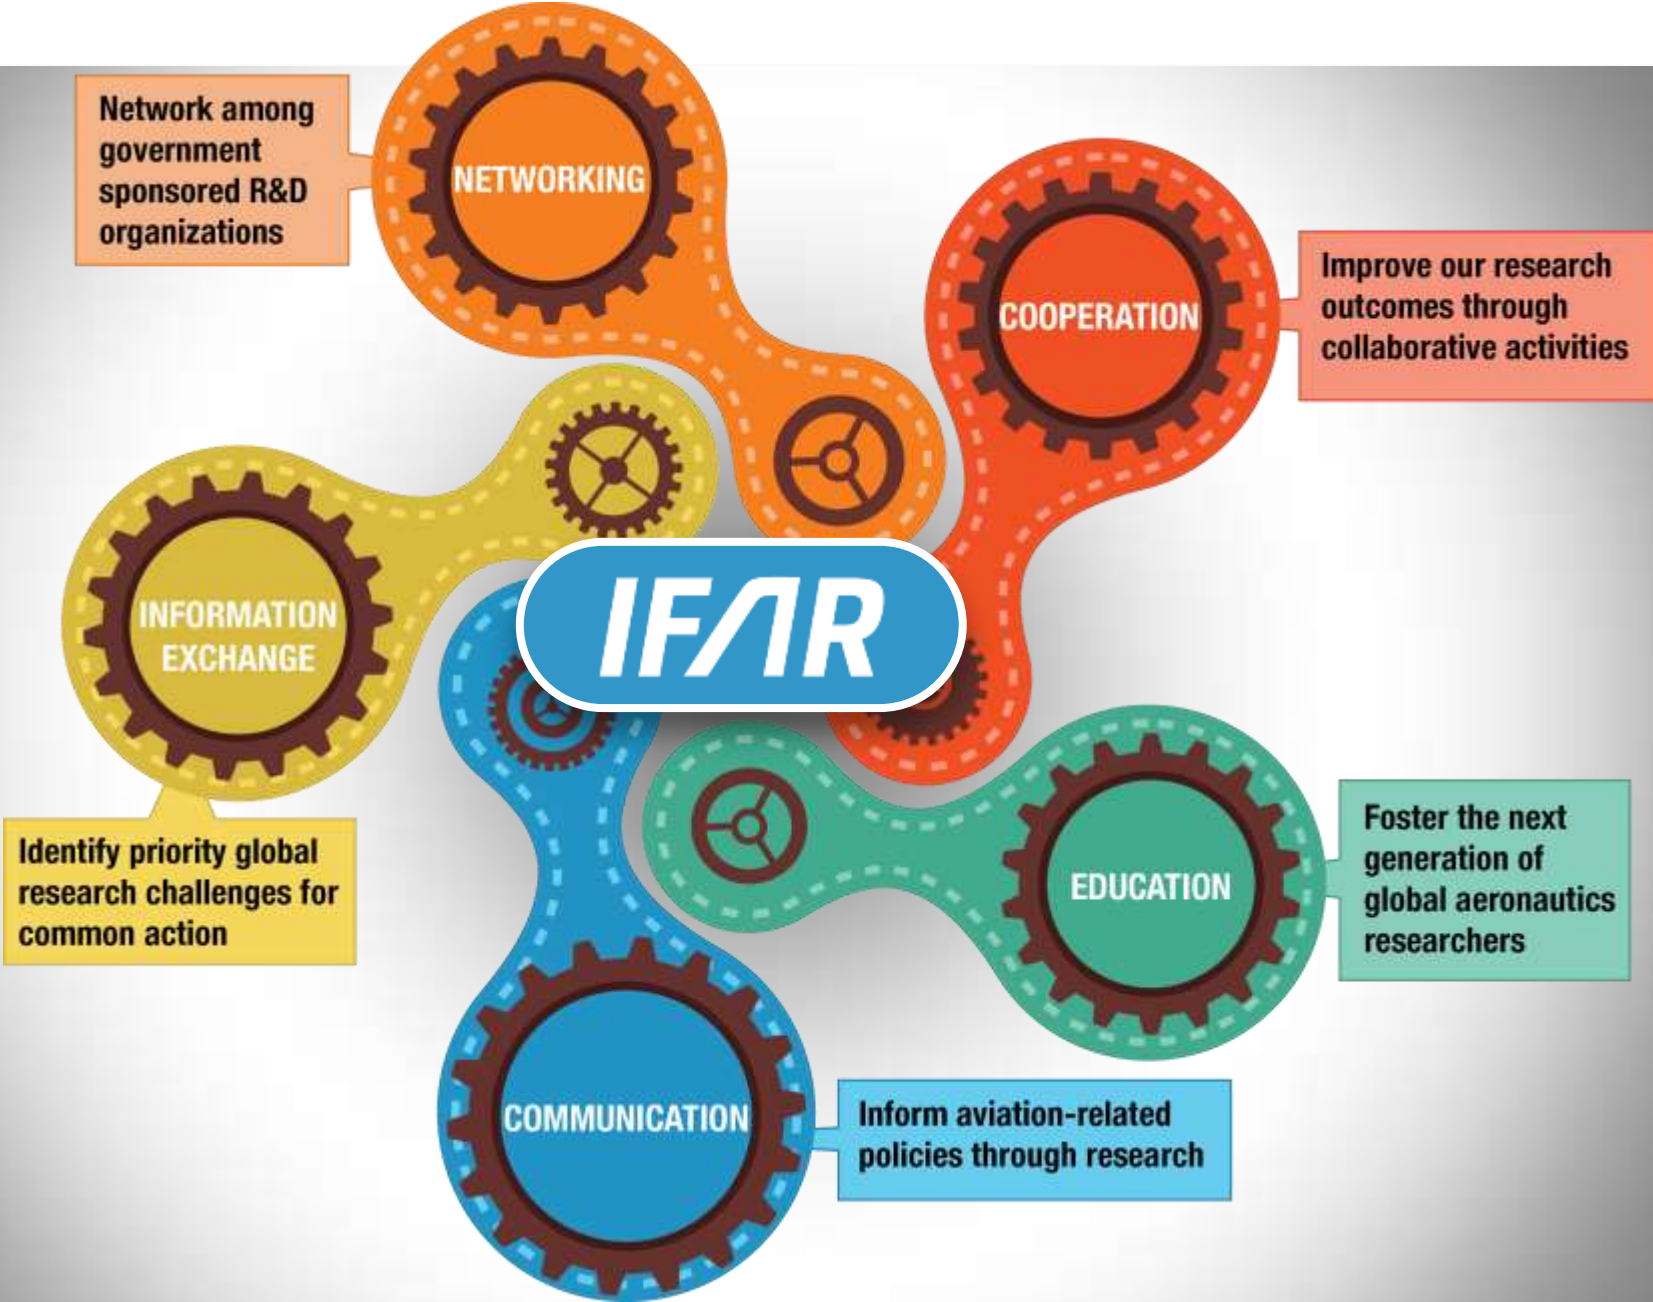 Network among
government
sponsored R&D
organizations
NETWORKING
COOPERATION
Improve our research
outcomes through
collaborative activities
INFORMATION
EXCHANGE
IFAR
Identify priority global
research challenges for
common action
EDUCATION
Foster the next
generation of
global aeronautics
researchers
COMMUNICATION
Inform aviation-related
policies through research